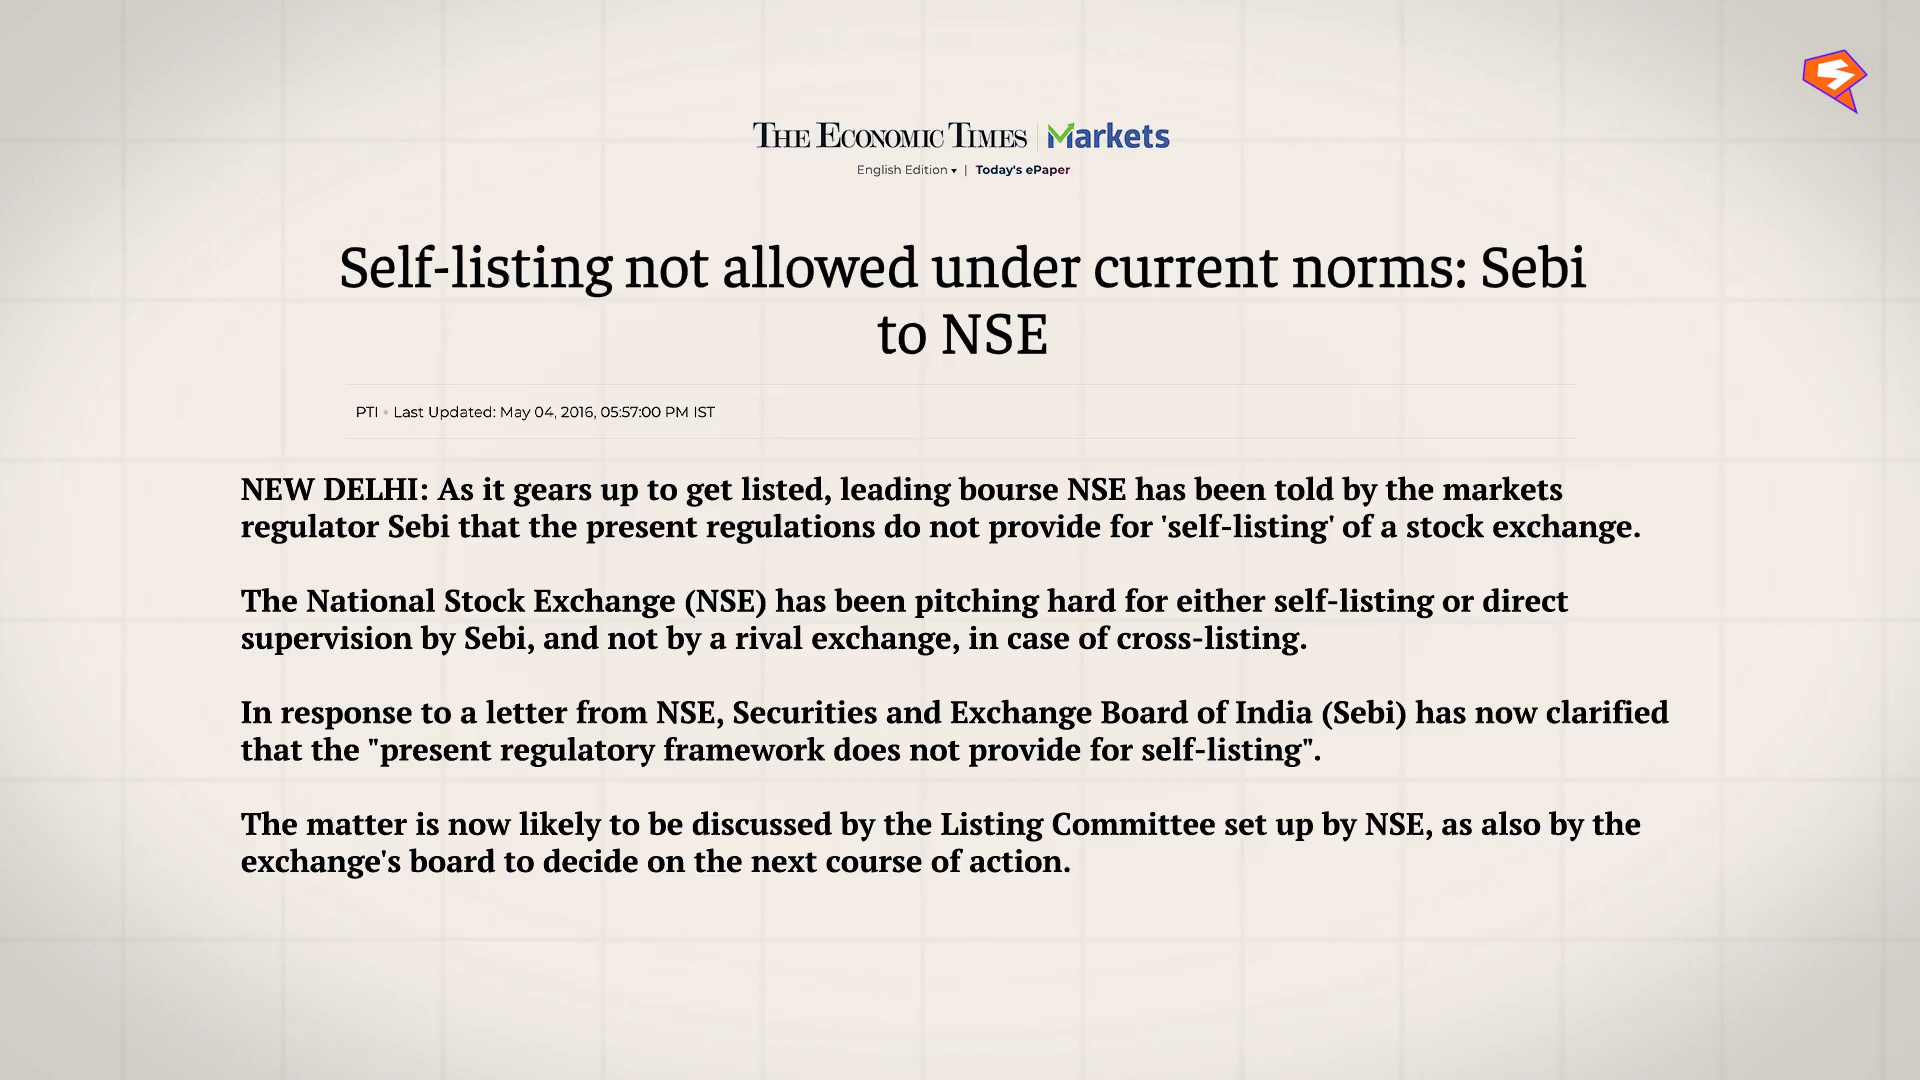 THE ECONOMIC TIMES | Markets
English Edition ▾ | Today's ePaper
Self-listing not allowed under current norms: Sebi
to NSE
PTI • Last Updated: May 04, 2016, 05:57:00 PM IST
NEW DELHI: As it gears up to get listed, leading bourse NSE has been told by the markets
regulator Sebi that the present regulations do not provide for 'self-listing' of a stock exchange.
The National Stock Exchange (NSE) has been pitching hard for either self-listing or direct
supervision by Sebi, and not by a rival exchange, in case of cross-listing.
In response to a letter from NSE, Securities and Exchange Board of India (Sebi) has now clarified
that the "present regulatory framework does not provide for self-listing".
The matter is now likely to be discussed by the Listing Committee set up by NSE, as also by the
exchange's board to decide on the next course of action.